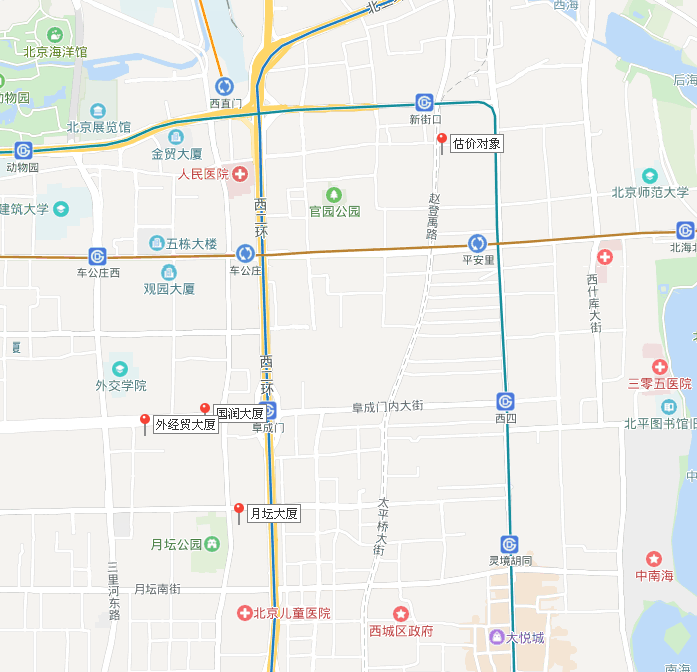 北二
西海
北京海洋馆
后海
动物园
西直门
新街口
北京展览馆
估价对象
金贸大厦
动物园
人民医院
北京师范大学
赵登禹路
西二环
官园公园
建筑大学
五栋大楼
北海北
车公庄西
车公庄
平安里
观园大厦
西什库大街
厦
西二环
外交学院
三零五医院
国润大厦
阜成门内大街
外经贸大厦
阜成门
西四
北平图书馆旧
中
月坛大厦
太平桥大街
月坛公园
灵境胡同
三里河东路
月坛南街
中南海
北京儿童医院
西城区政府
大悦城
南海